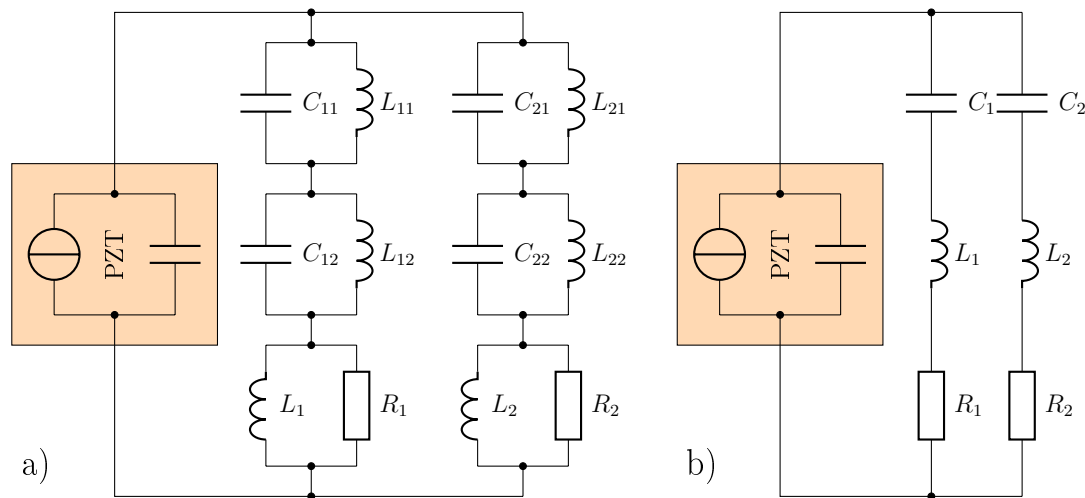 C₁₁ L₁₁ C₂₁ L₂₁ C₁ C₂
PZT C₁₂ L₁₂ C₂₂ L₂₂ PZT L₁ L₂
L₁ R₁ L₂ R₂ R₁ R₂
a) b)